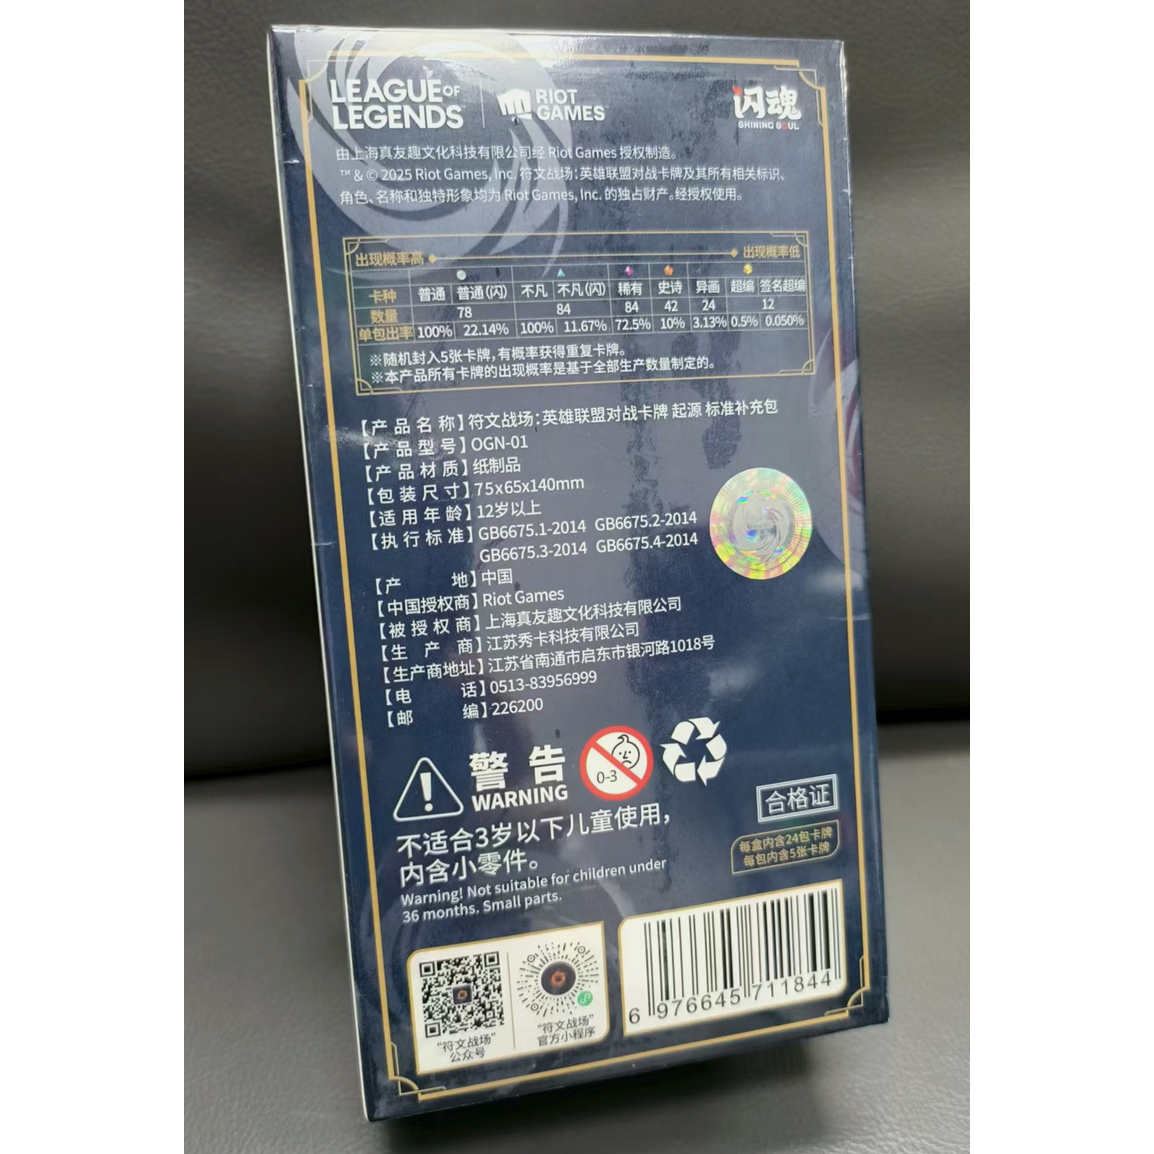 LEAGUE OF
LEGENDS
RIOT
GAMES
闪魂
SHINING SOUL
由上海真友趣文化科技有限公司经 Riot Games 授权制造。
™ & © 2025 Riot Games, Inc. 符文战场:英雄联盟对战卡牌及其所有相关标识、
角色、名称和独特形象均为 Riot Games, Inc. 的独占财产。经授权使用。
出现概率高 出现概率低
卡种 普通 普通(闪) 不凡 不凡(闪) 稀有 史诗 异画 超编 签名超编
数量 78 84 84 42 24 12
单包出率 100% 22.14% 100% 11.67% 72.5% 10% 3.13% 0.5% 0.050%
※随机封入5张卡牌,有概率获得重复卡牌。
※本产品所有卡牌的出现概率是基于全部生产数量制定的。
【产品名称】符文战场:英雄联盟对战卡牌 起源 标准补充包
【产品型号】OGN-01
【产品材质】纸制品
【包装尺寸】75x65x140mm
【适用年龄】12岁以上
【执行标准】GB6675.1-2014 GB6675.2-2014
GB6675.3-2014 GB6675.4-2014
【产地】中国
【中国授权商】Riot Games
【被授权商】上海真友趣文化科技有限公司
【生产商】江苏秀卡科技有限公司
【生产商地址】江苏省南通市启东市银河路1018号
【电话】0513-83956999
【邮编】226200
警告
WARNING
0-3
不适合3岁以下儿童使用,
内含小零件。
Warning! Not suitable for children under
36 months. Small parts.
合格证
每盒内含24包卡牌
每包内含5张卡牌
“符文战场”
公众号
“符文战场”
官方小程序
6 976645 711844